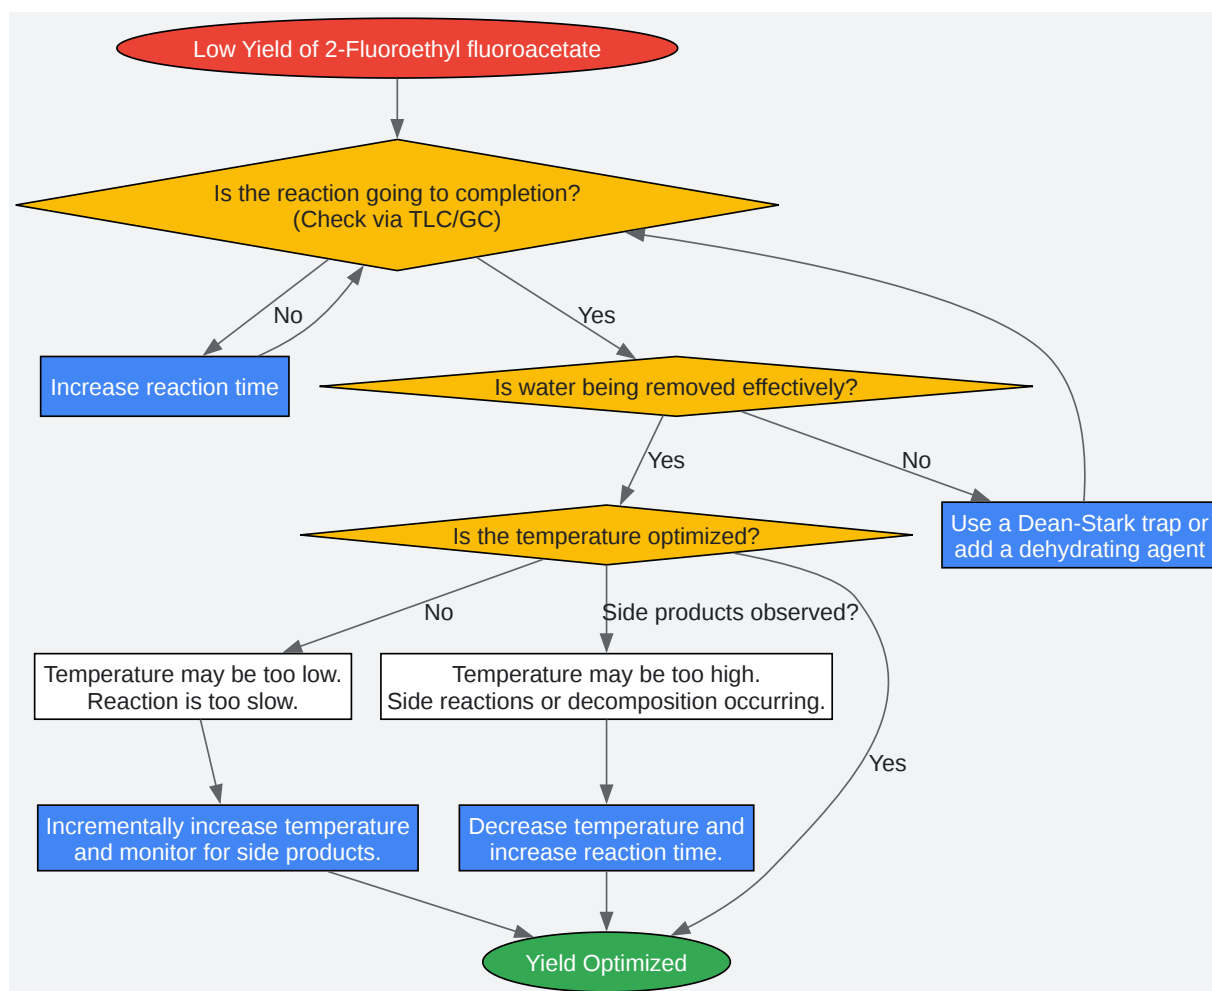 Low Yield of 2-Fluoroethyl fluoroacetate
Is the reaction going to completion?
(Check via TLC/GC)
No
Yes
Increase reaction time
Is water being removed effectively?
Yes
No
Use a Dean-Stark trap or
add a dehydrating agent
Is the temperature optimized?
No
Side products observed?
Temperature may be too low.
Reaction is too slow.
Temperature may be too high.
Side reactions or decomposition occurring.
Yes
Incrementally increase temperature
and monitor for side products.
Decrease temperature and
increase reaction time.
Yield Optimized